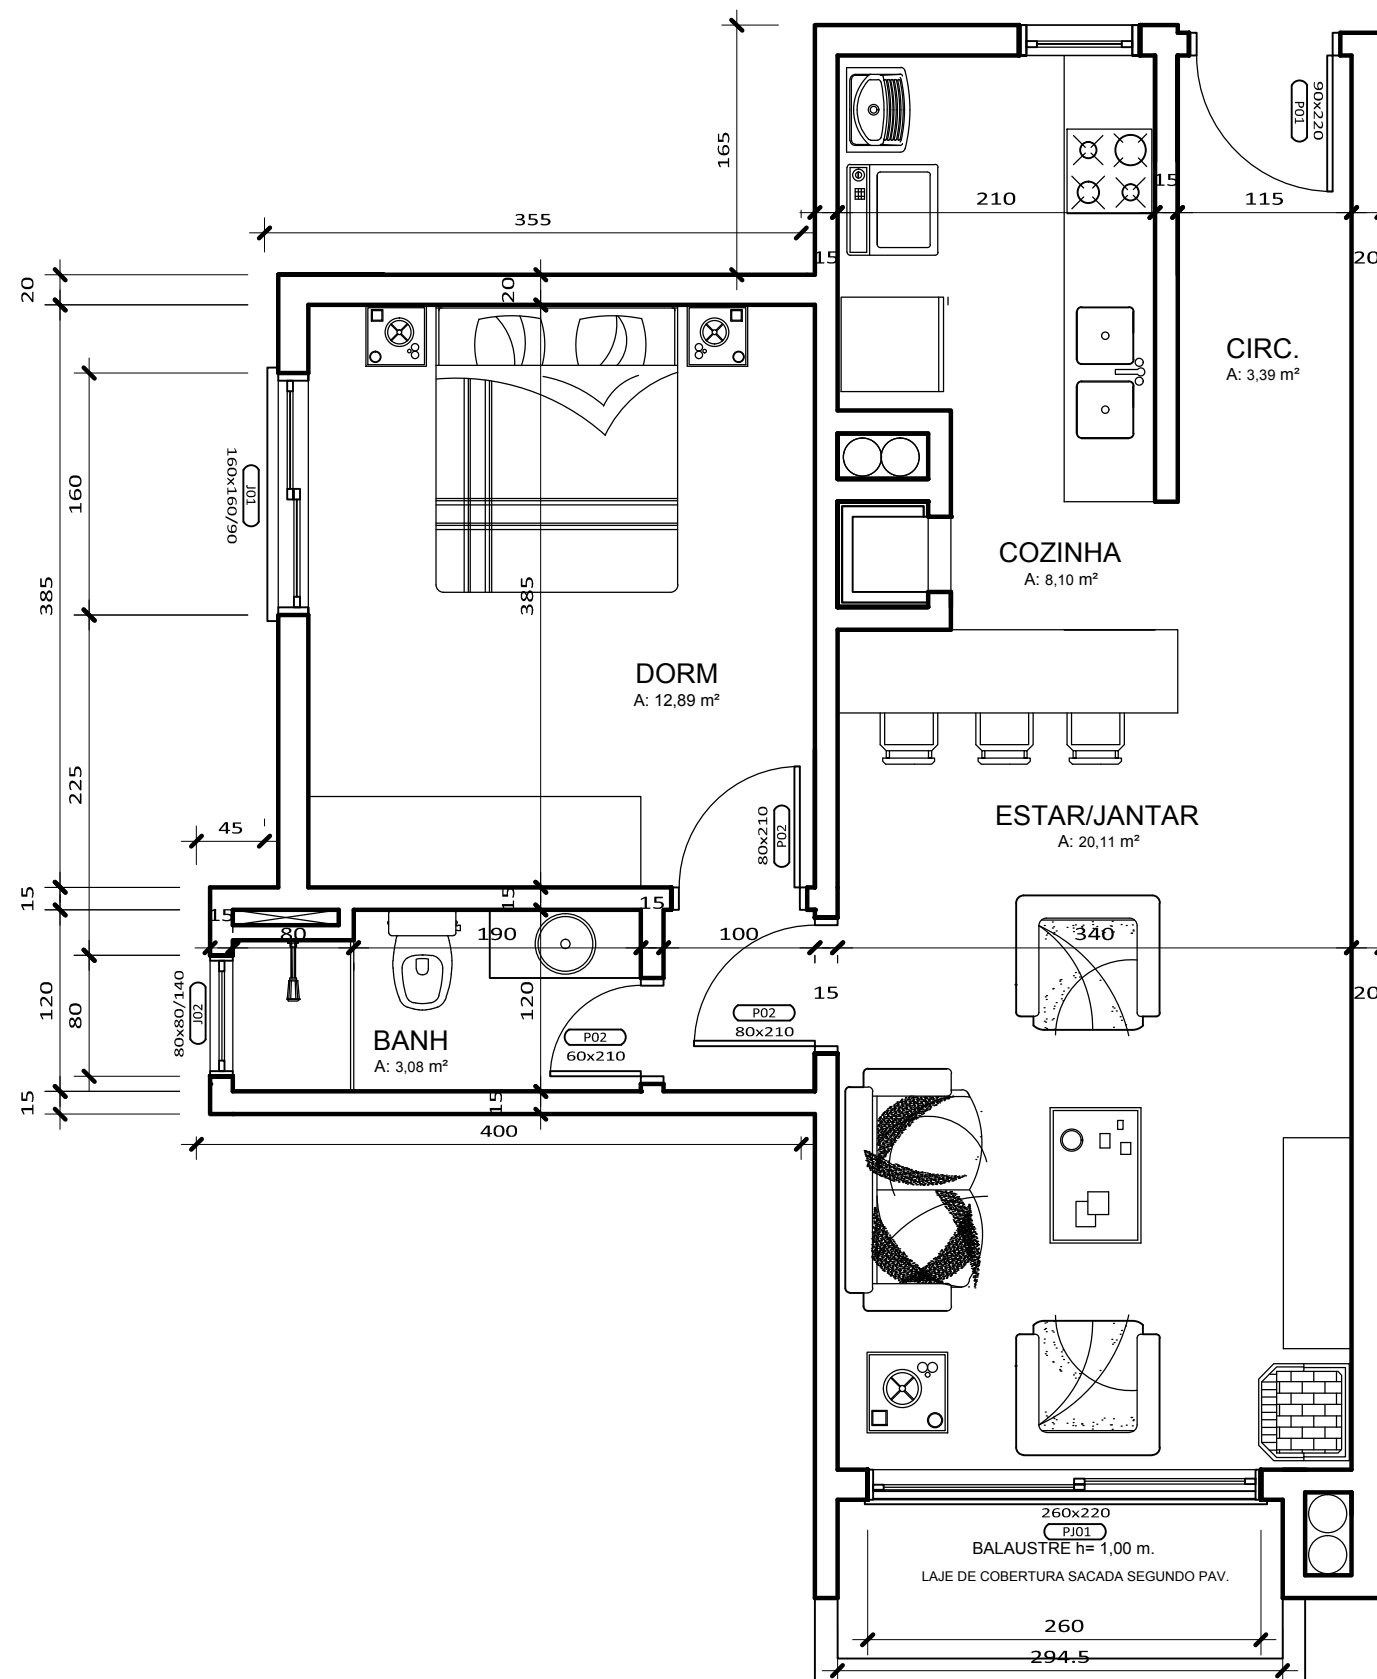 165
P01
90x220
355
210
15
115
15
20
20
20
CIRC.
A: 3,39 m²
160
J01
160x160/90
385
385
COZINHA
A: 8,10 m²
DORM
A: 12,89 m²
225
45
80x210
P02
ESTAR/JANTAR
A: 20,11 m²
15
15
15
15
80
190
100
340
120
80
80x80/140
J02
120
15
20
P02
80x210
P02
60x210
BANH
A: 3,08 m²
15
15
400
260x220
PJ01
BALAUSTRE h= 1,00 m.
LAJE DE COBERTURA SACADA SEGUNDO PAV.
260
294.5